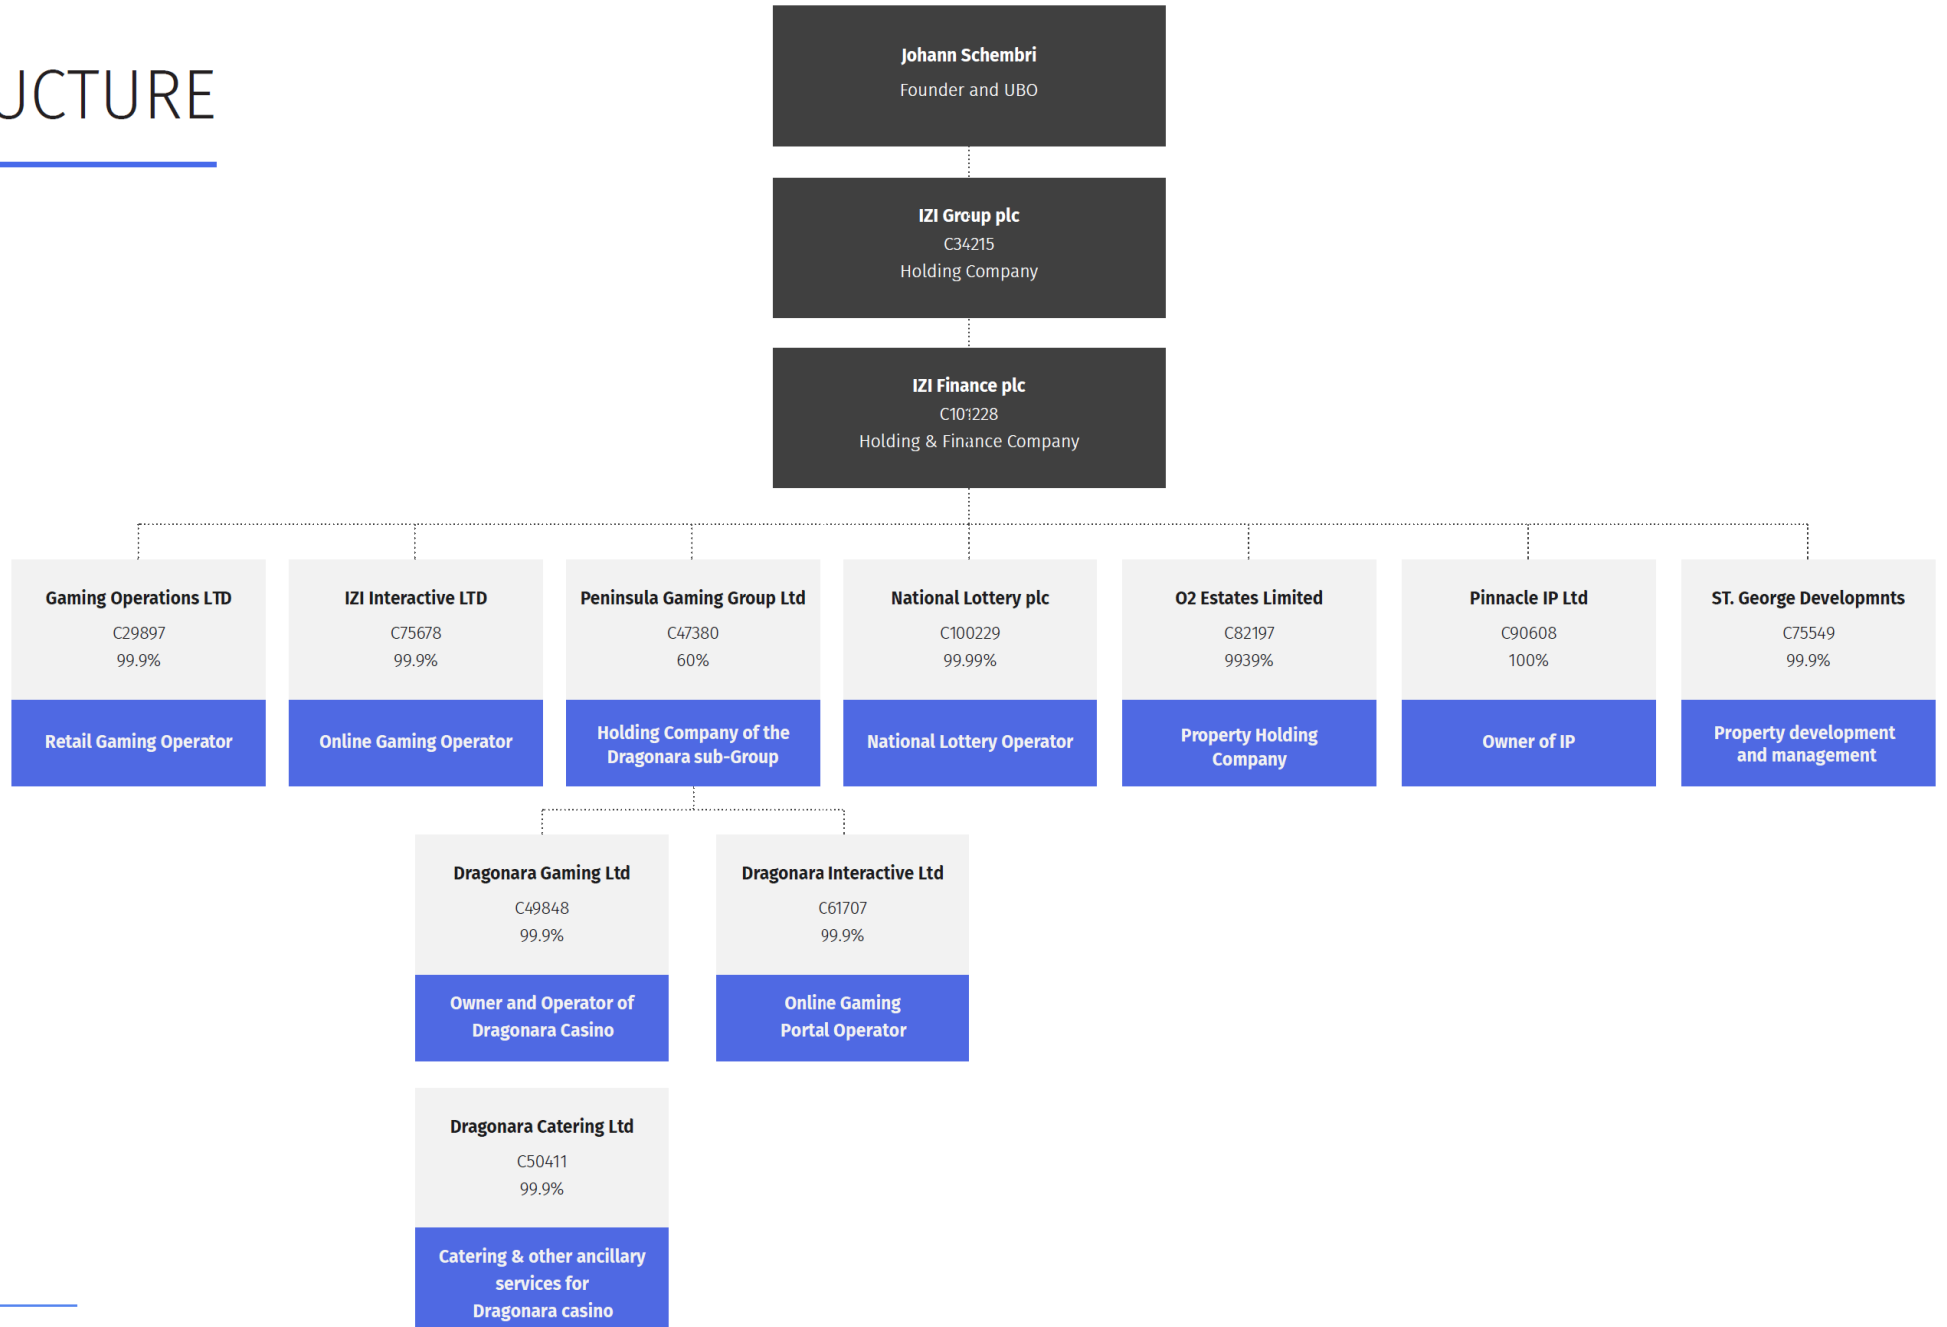 UCTURE
Johann Schembri
Founder and UBO
IZI Group plc
C34215
Holding Company
IZI Finance plc
C101228
Holding & Finance Company
Gaming Operations LTD
C29897
99.9%
Retail Gaming Operator
IZI Interactive LTD
C75678
99.9%
Online Gaming Operator
Peninsula Gaming Group Ltd
C47380
60%
Holding Company of the
Dragonara sub-Group
National Lottery plc
C100229
99.99%
National Lottery Operator
O2 Estates Limited
C82197
9939%
Property Holding
Company
Pinnacle IP Ltd
C90608
100%
Owner of IP
ST. George Developmnts
C75549
99.9%
Property development
and management
Dragonara Gaming Ltd
C49848
99.9%
Owner and Operator of
Dragonara Casino
Dragonara Interactive Ltd
C61707
99.9%
Online Gaming
Portal Operator
Dragonara Catering Ltd
C50411
99.9%
Catering & other ancillary
services for
Dragonara casino